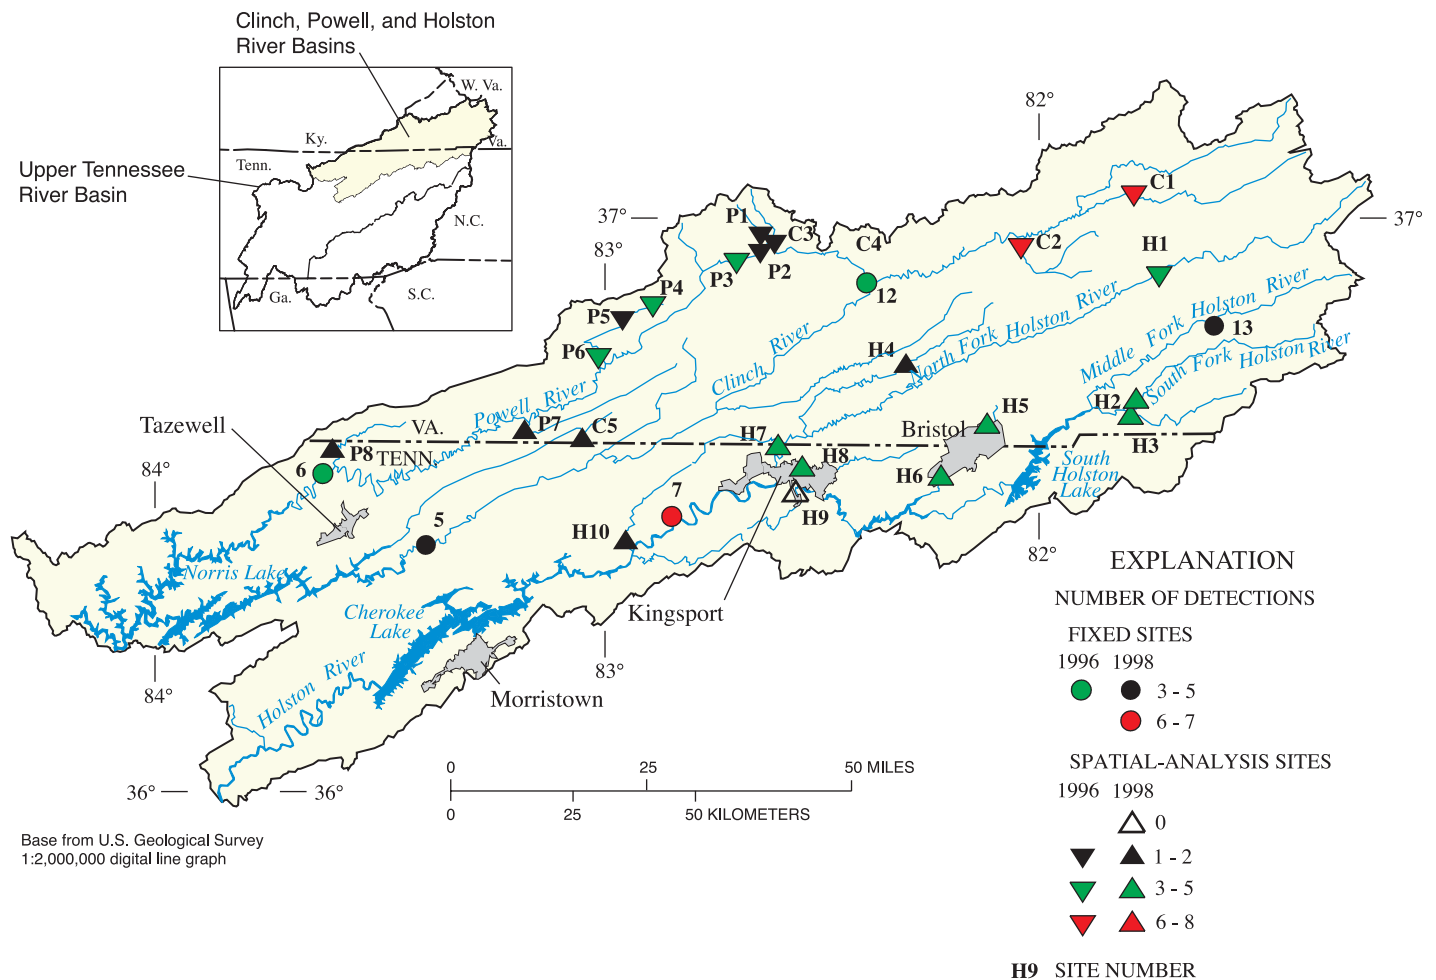 Clinch, Powell, and Holston
River Basins
W. Va.
Ky.
Va.
Tenn.
Upper Tennessee
River Basin
N.C.
Ga.
S.C.
82°
37°
83°
37°
C1
P1
C3
C4
C2
H1
P2
P3
12
P4
P5
13
P6
H4
Clinch River
North Fork Holston River
Middle Fork Holston River
South Fork Holston River
Powell River
Tazewell
VA.
TENN.
P7
C5
H7
Bristol
H5
H2
H3
P8
6
84°
H8
H6
South
Holston
Lake
7
5
H9
H10
82°
Norris Lake
Cherokee
Lake
Kingsport
83°
84°
Holston River
Morristown
36°
36°
0 25 50 MILES
0 25 50 KILOMETERS
Base from U.S. Geological Survey
1:2,000,000 digital line graph
EXPLANATION
NUMBER OF DETECTIONS
FIXED SITES
1996 1998
3 - 5
6 - 7
SPATIAL-ANALYSIS SITES
1996 1998
0
1 - 2
3 - 5
6 - 8
H9 SITE NUMBER